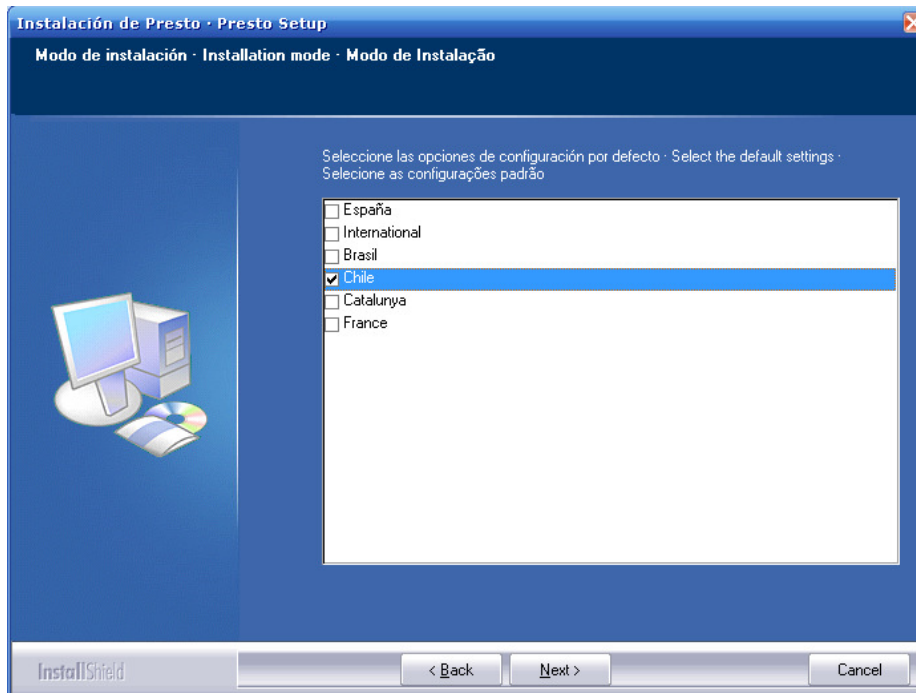 Instalación de Presto · Presto Setup
Modo de instalación · Installation mode · Modo de Instalação
Seleccione las opciones de configuración por defecto · Select the default settings ·
Selecione as configurações padrão
España
International
Brasil
Chile
Catalunya
France
InstallShield
< Back
Next >
Cancel